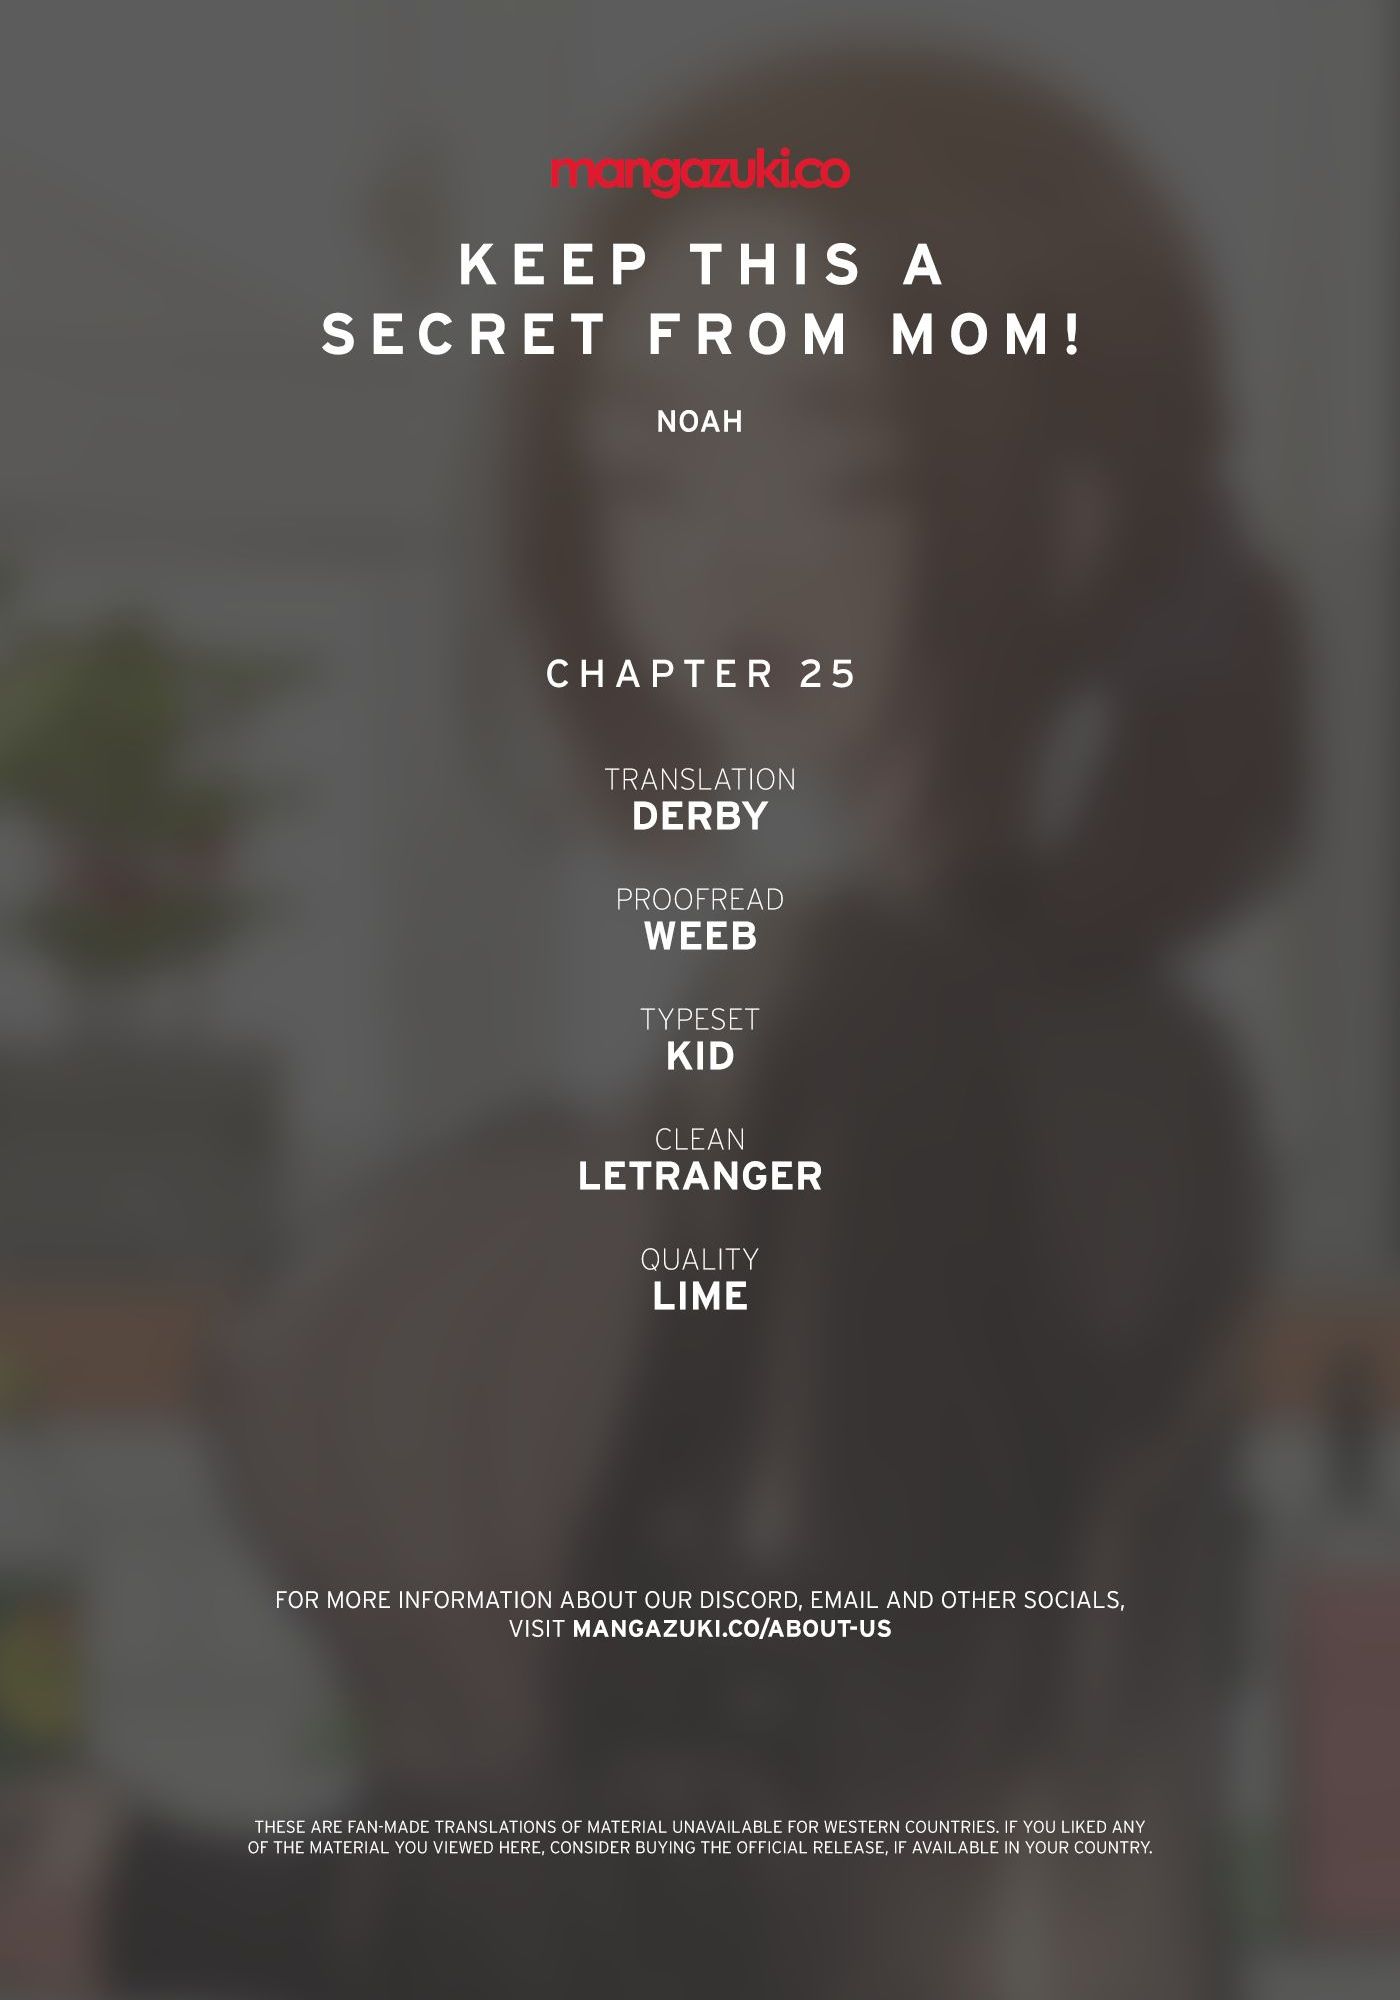 mangazuki.co
KEEP THIS A
SECRET FROM MOM!
NOAH
CHAPTER 25
TRANSLATION
DERBY
PROOFREAD
WEEB
TYPESET
KID
CLEAN
LETRANGER
QUALITY
LIME
FOR MORE INFORMATION ABOUT OUR DISCORD, EMAIL AND OTHER SOCIALS,
VISIT MANGAZUKI.CO/ABOUT-US
THESE ARE FAN-MADE TRANSLATIONS OF MATERIAL UNAVAILABLE FOR WESTERN COUNTRIES. IF YOU LIKED ANY
OF THE MATERIAL YOU VIEWED HERE, CONSIDER BUYING THE OFFICIAL RELEASE, IF AVAILABLE IN YOUR COUNTRY.